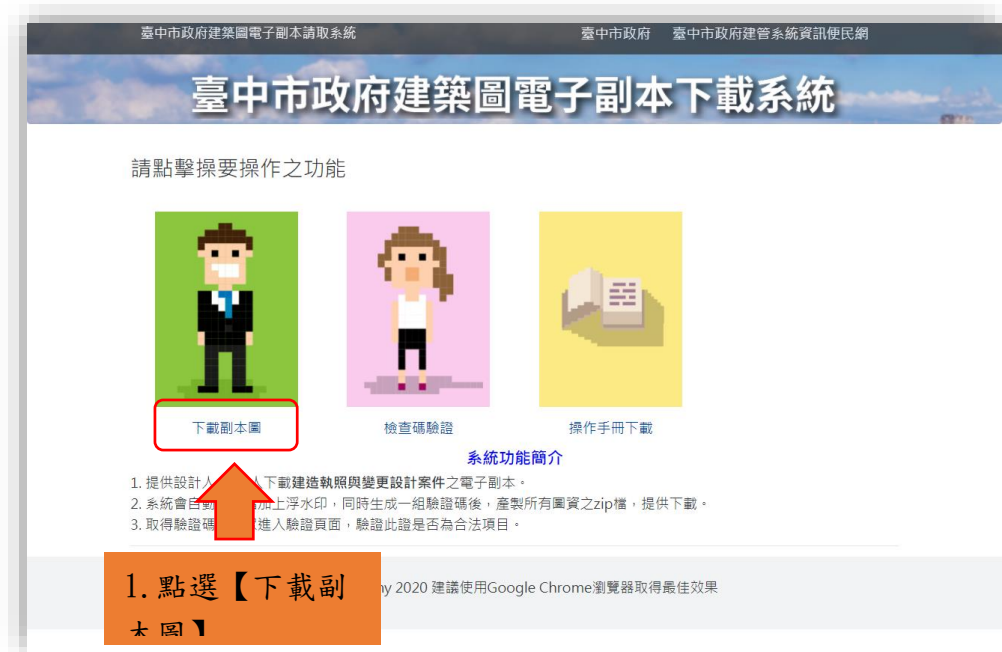 臺中市政府建築圖電子副本請取系統 臺中市政府 臺中市政府建管系統資訊便民網
臺中市政府建築圖電子副本下載系統
請點擊操要操作之功能
下載副本圖 檢查碼驗證 操作手冊下載
系統功能簡介
1. 提供設計人 下載建造執照與變更設計案件之電子副本。
2. 系統會自動 加上浮水印，同時生成一組驗證碼後，產製所有圖資之zip檔，提供下載。
3. 取得驗證碼 進入驗證頁面，驗證此證是否為合法項目。
2020 建議使用Google Chrome瀏覽器取得最佳效果
1.點選【下載副
本圖】